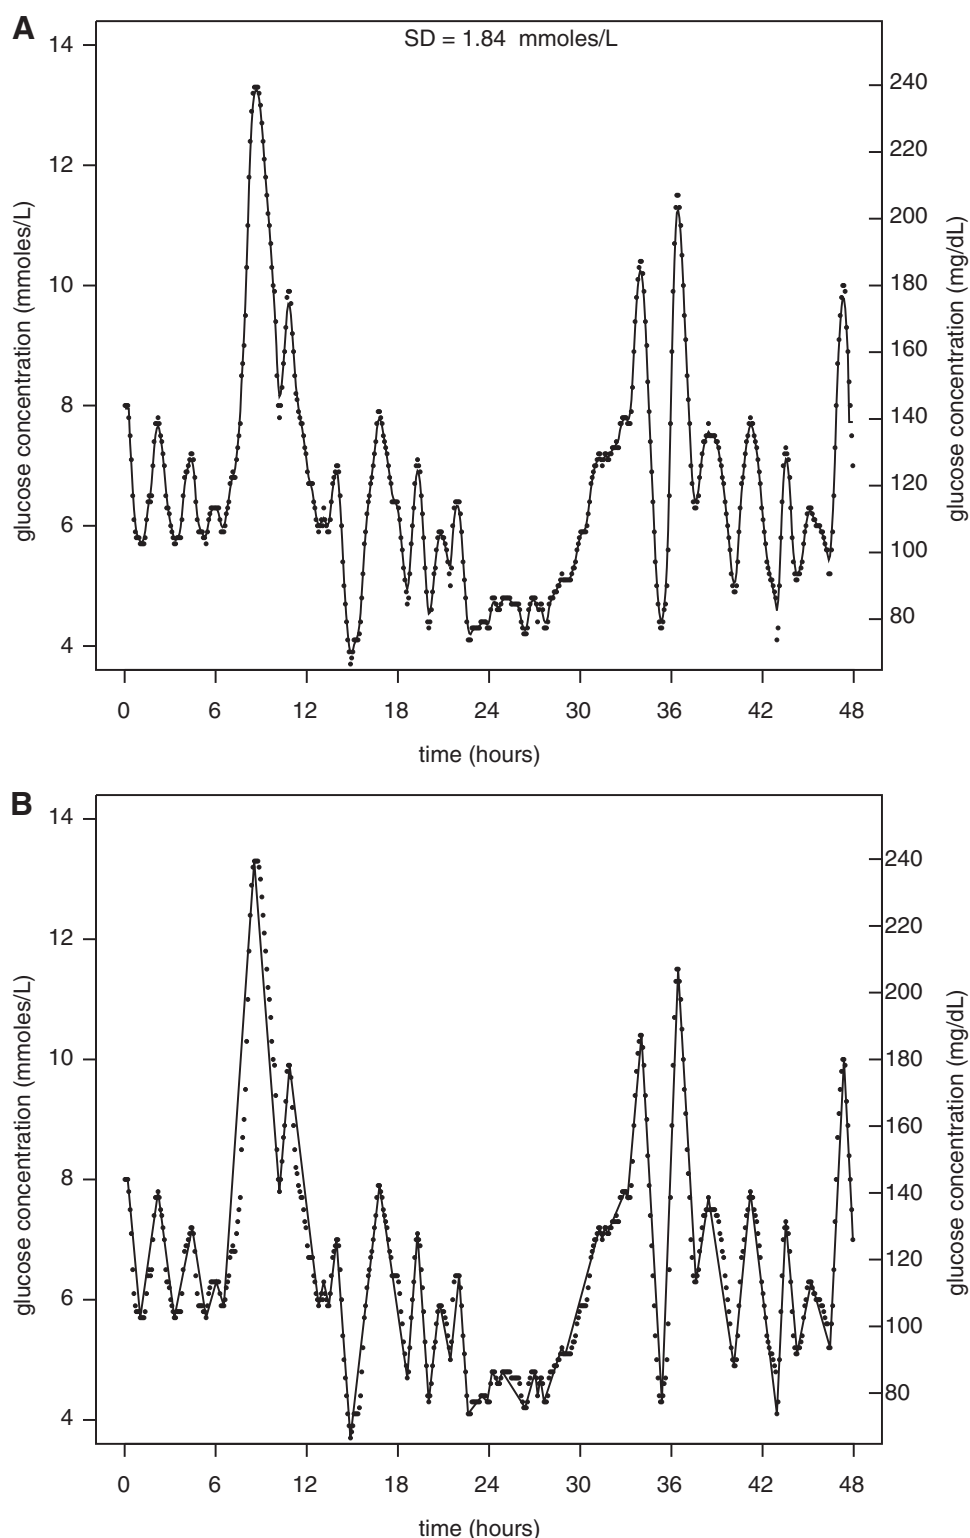 A
SD = 1.84 mmoles/L
14
12
10
8
6
4
240
220
200
180
160
140
120
100
80
glucose concentration (mmoles/L)
glucose concentration (mg/dL)
0 6 12 18 24 30 36 42 48
time (hours)
B
14
12
10
8
6
4
240
220
200
180
160
140
120
100
80
glucose concentration (mmoles/L)
glucose concentration (mg/dL)
0 6 12 18 24 30 36 42 48
time (hours)